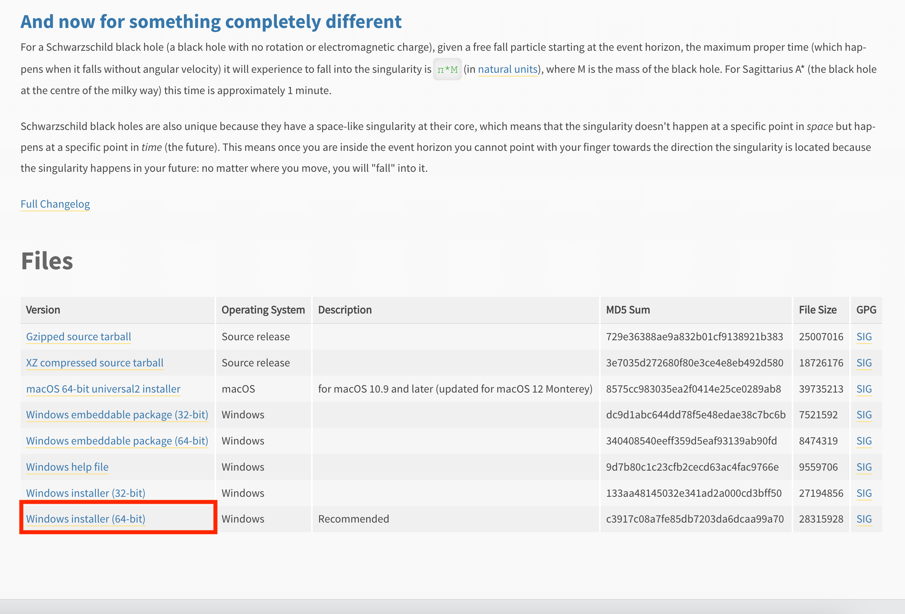 And now for something completely different
For a Schwarzschild black hole (a black hole with no rotation or electromagnetic charge), given a free fall particle starting at the event horizon, the maximum proper time (which hap-
pens when it falls without angular velocity) it will experience to fall into the singularity is π*M (in natural units), where M is the mass of the black hole. For Sagittarius A* (the black hole
at the centre of the milky way) this time is approximately 1 minute.
Schwarzschild black holes are also unique because they have a space-like singularity at their core, which means that the singularity doesn't happen at a specific point in space but hap-
pens at a specific point in time (the future). This means once you are inside the event horizon you cannot point with your finger towards the direction the singularity is located because
the singularity happens in your future: no matter where you move, you will "fall" into it.
Full Changelog
Files
Version Operating System Description MD5 Sum File Size GPG
Gzipped source tarball Source release 729e36388ae9a832b01cf9138921b383 25007016 SIG
XZ compressed source tarball Source release 3e7035d272680f80e3ce4e8eb492d580 18726176 SIG
macOS 64-bit universal2 installer macOS for macOS 10.9 and later (updated for macOS 12 Monterey) 8575cc983035ea2f0414e25ce0289ab8 39735213 SIG
Windows embeddable package (32-bit) Windows dc9d1abc644dd78f5e48edae38c7bc6b 7521592 SIG
Windows embeddable package (64-bit) Windows 340408540eeff359d5eaf93139ab90fd 8474319 SIG
Windows help file Windows 9d7b80c1c23cfb2cecd63ac4fac9766e 9559706 SIG
Windows installer (32-bit) Windows 133aa48145032e341ad2a000cd3bff50 27194856 SIG
Windows installer (64-bit) Windows Recommended c3917c08a7fe85db7203da6dcaa99a70 28315928 SIG